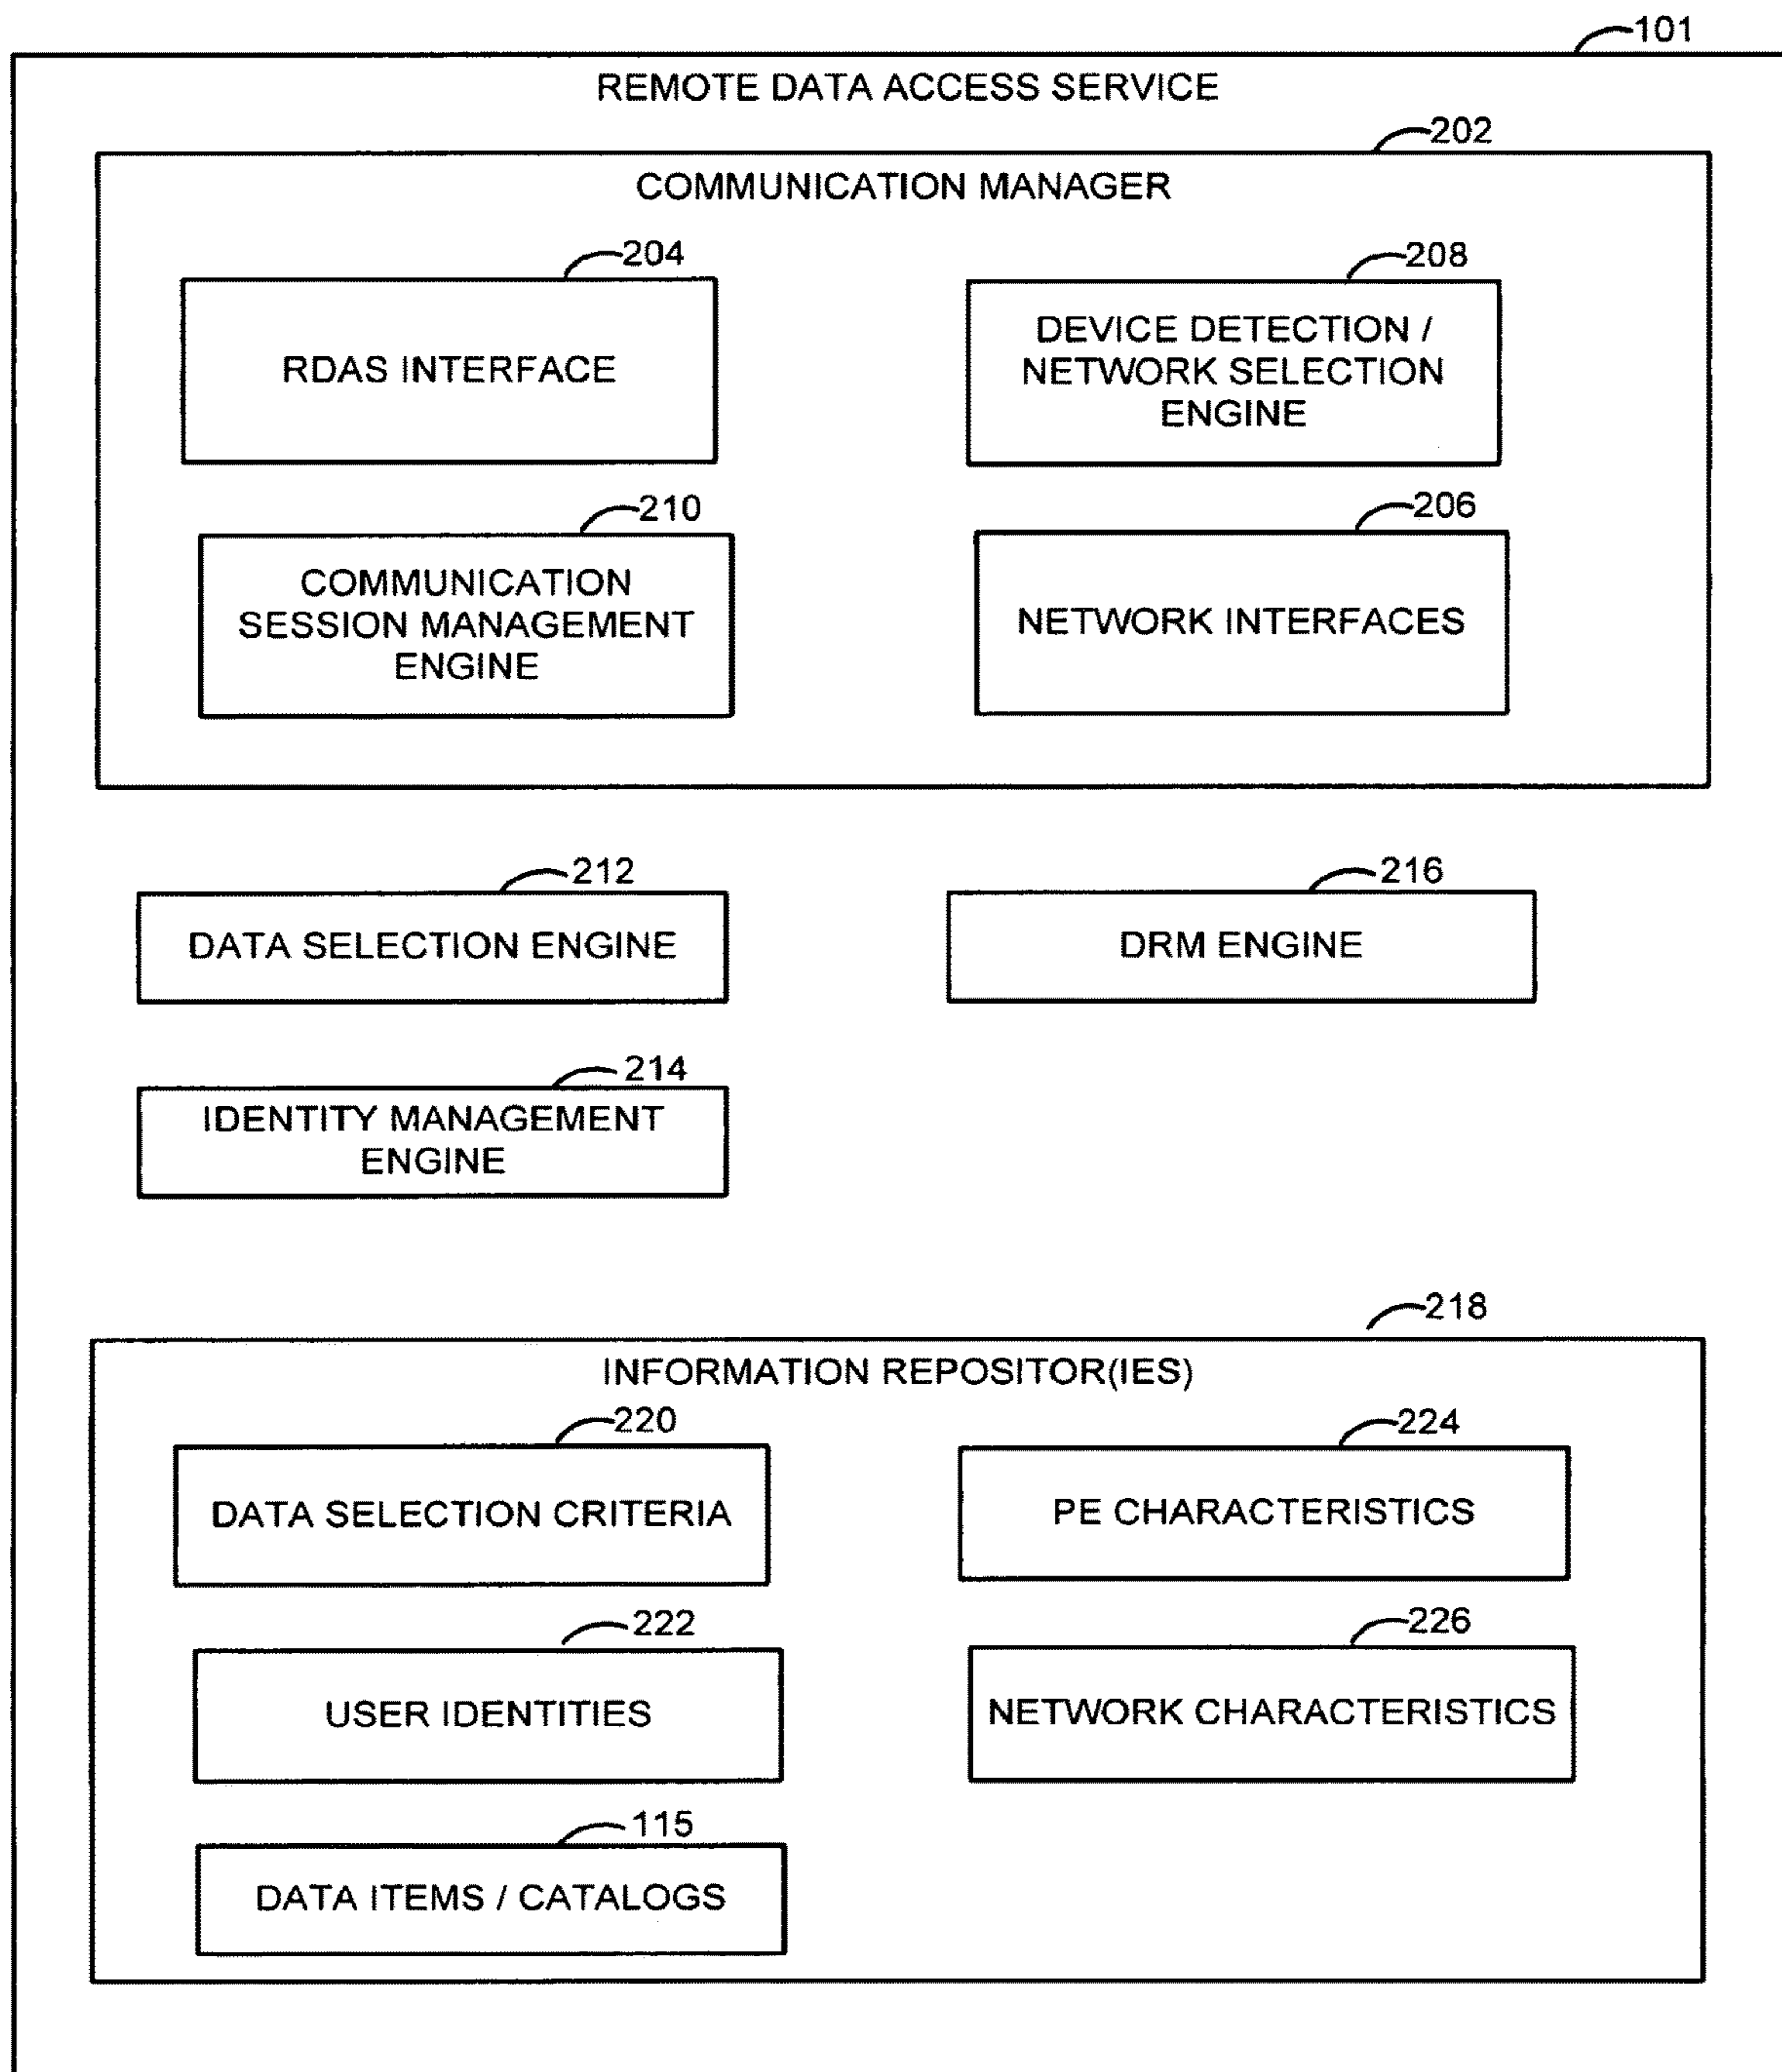 101
REMOTE DATA ACCESS SERVICE
202
COMMUNICATION MANAGER
204
RDAS INTERFACE
208
DEVICE DETECTION /
NETWORK SELECTION
ENGINE
210
COMMUNICATION
SESSION MANAGEMENT
ENGINE
206
NETWORK INTERFACES
212
DATA SELECTION ENGINE
216
DRM ENGINE
214
IDENTITY MANAGEMENT
ENGINE
218
INFORMATION REPOSITOR(IES)
220
DATA SELECTION CRITERIA
224
PE CHARACTERISTICS
222
USER IDENTITIES
226
NETWORK CHARACTERISTICS
115
DATA ITEMS / CATALOGS